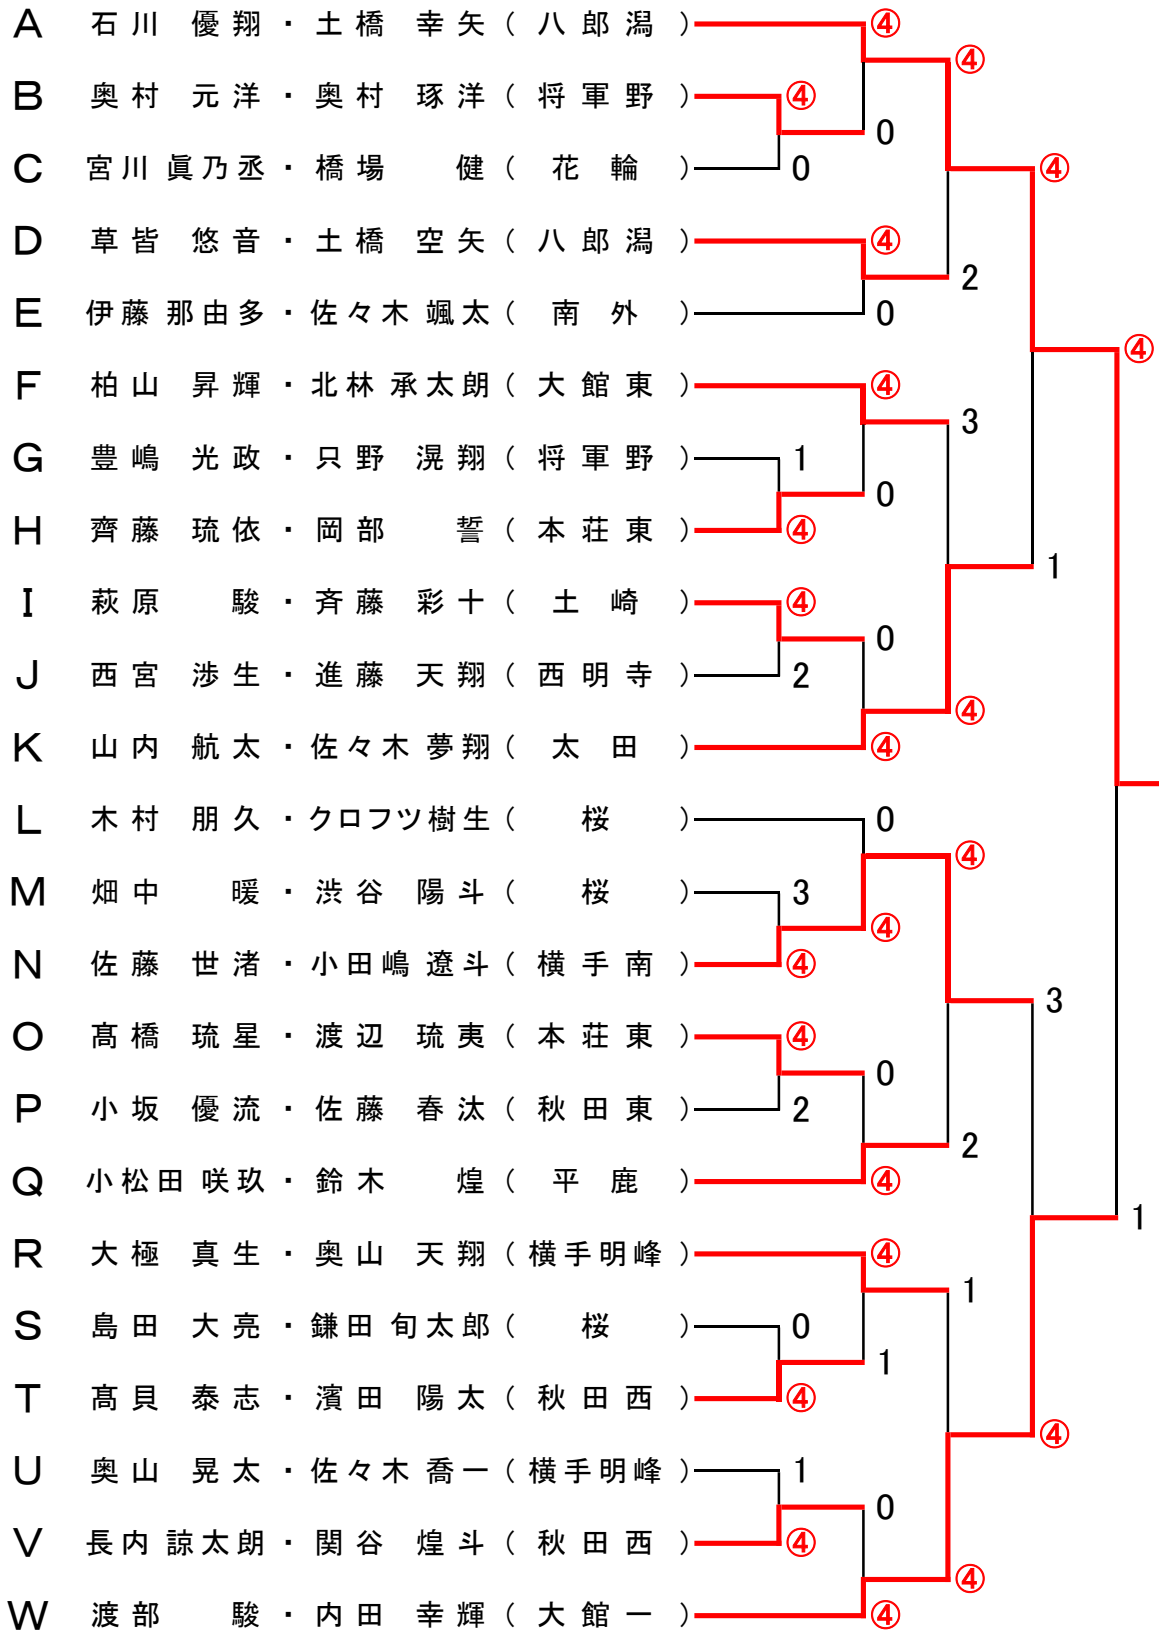 A 石川 優翔・土橋 幸矢（八郎潟） ④
④
B 奥村 元洋・奥村 琢洋（将軍野） ④
0
C 宮川 眞乃丞・橋場 健（花輪） 0 ④
D 草皆 悠音・土橋 空矢（八郎潟） ④
2
E 伊藤 那由多・佐々木 颯太（南外） 0
④
F 柏山 昇輝・北林 承太朗（大館東） ④
3
G 豊嶋 光政・只野 滉翔（将軍野） 1
0
H 齊藤 琉依・岡部 誓（本荘東） ④
1
I 萩原 駿・斉藤 彩十（土崎） ④
0
J 西宮 渉生・進藤 天翔（西明寺） 2
④
K 山内 航太・佐々木 夢翔（太田） ④
L 木村 朋久・クロフツ樹生（桜） 0
④
M 畑中 暖・渋谷 陽斗（桜） 3
④
N 佐藤 世渚・小田嶋 遼斗（横手南） ④
3
O 髙橋 琉星・渡辺 琉夷（本荘東） ④
0
P 小坂 優流・佐藤 春汰（秋田東） 2
2
Q 小松田 咲玖・鈴木 煌（平鹿） ④
1
R 大極 真生・奥山 天翔（横手明峰） ④
1
S 島田 大亮・鎌田 旬太郎（桜） 0
1
T 髙貝 泰志・濱田 陽太（秋田西） ④
④
U 奥山 晃太・佐々木 喬一（横手明峰） 1
0
V 長内 諒太朗・関谷 煌斗（秋田西） ④
④
W 渡部 駿・内田 幸輝（大館一） ④